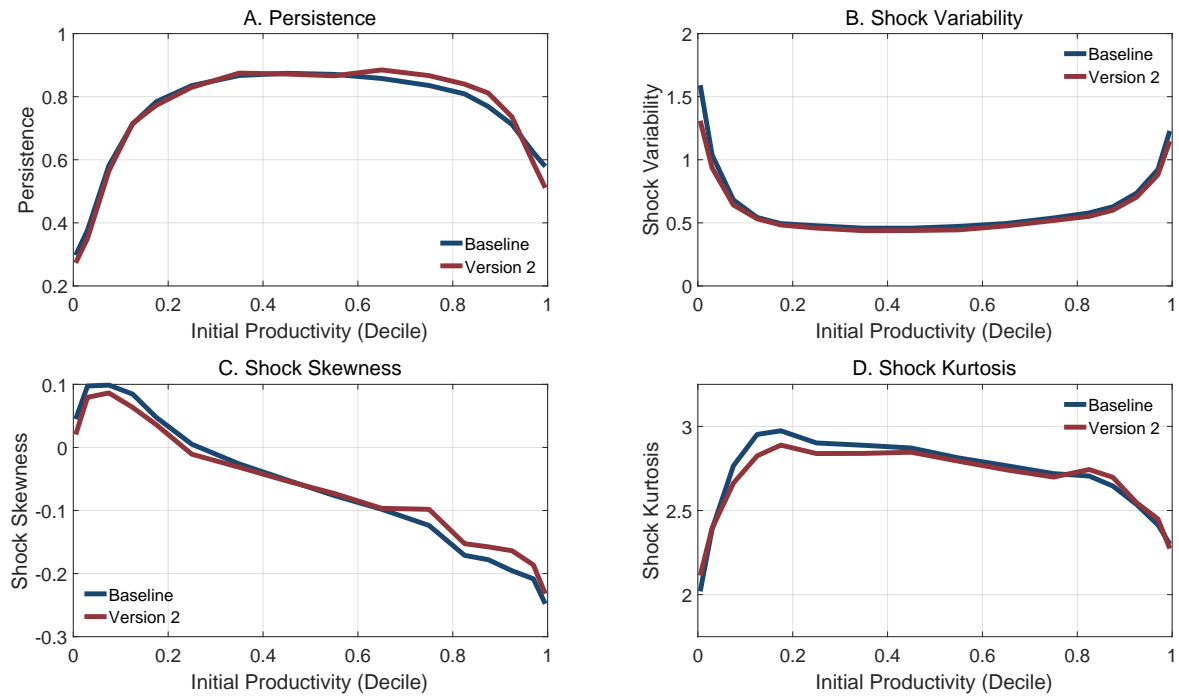 A. Persistence
1
0.8
0.6
0.4
0.2
Persistence
Baseline
Version 2
0 0.2 0.4 0.6 0.8 1
Initial Productivity (Decile)
B. Shock Variability
2
1.5
1
0.5
0
Shock Variability
Baseline
Version 2
0 0.2 0.4 0.6 0.8 1
Initial Productivity (Decile)
C. Shock Skewness
0.1
0
-0.1
-0.2
-0.3
Shock Skewness
Baseline
Version 2
0 0.2 0.4 0.6 0.8 1
Initial Productivity (Decile)
D. Shock Kurtosis
3
2.5
2
Shock Kurtosis
Baseline
Version 2
0 0.2 0.4 0.6 0.8 1
Initial Productivity (Decile)